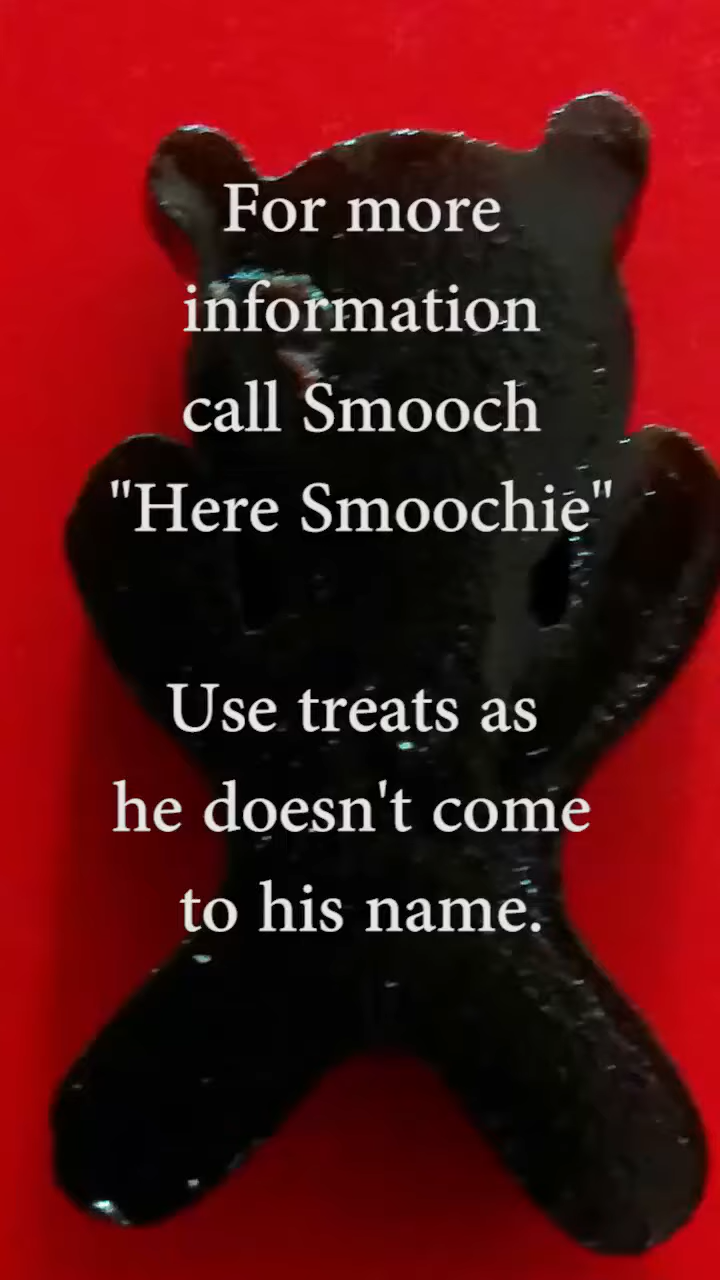 For more
information
call Smooch
"Here Smoochie"
Use treats as
he doesn't come
to his name.